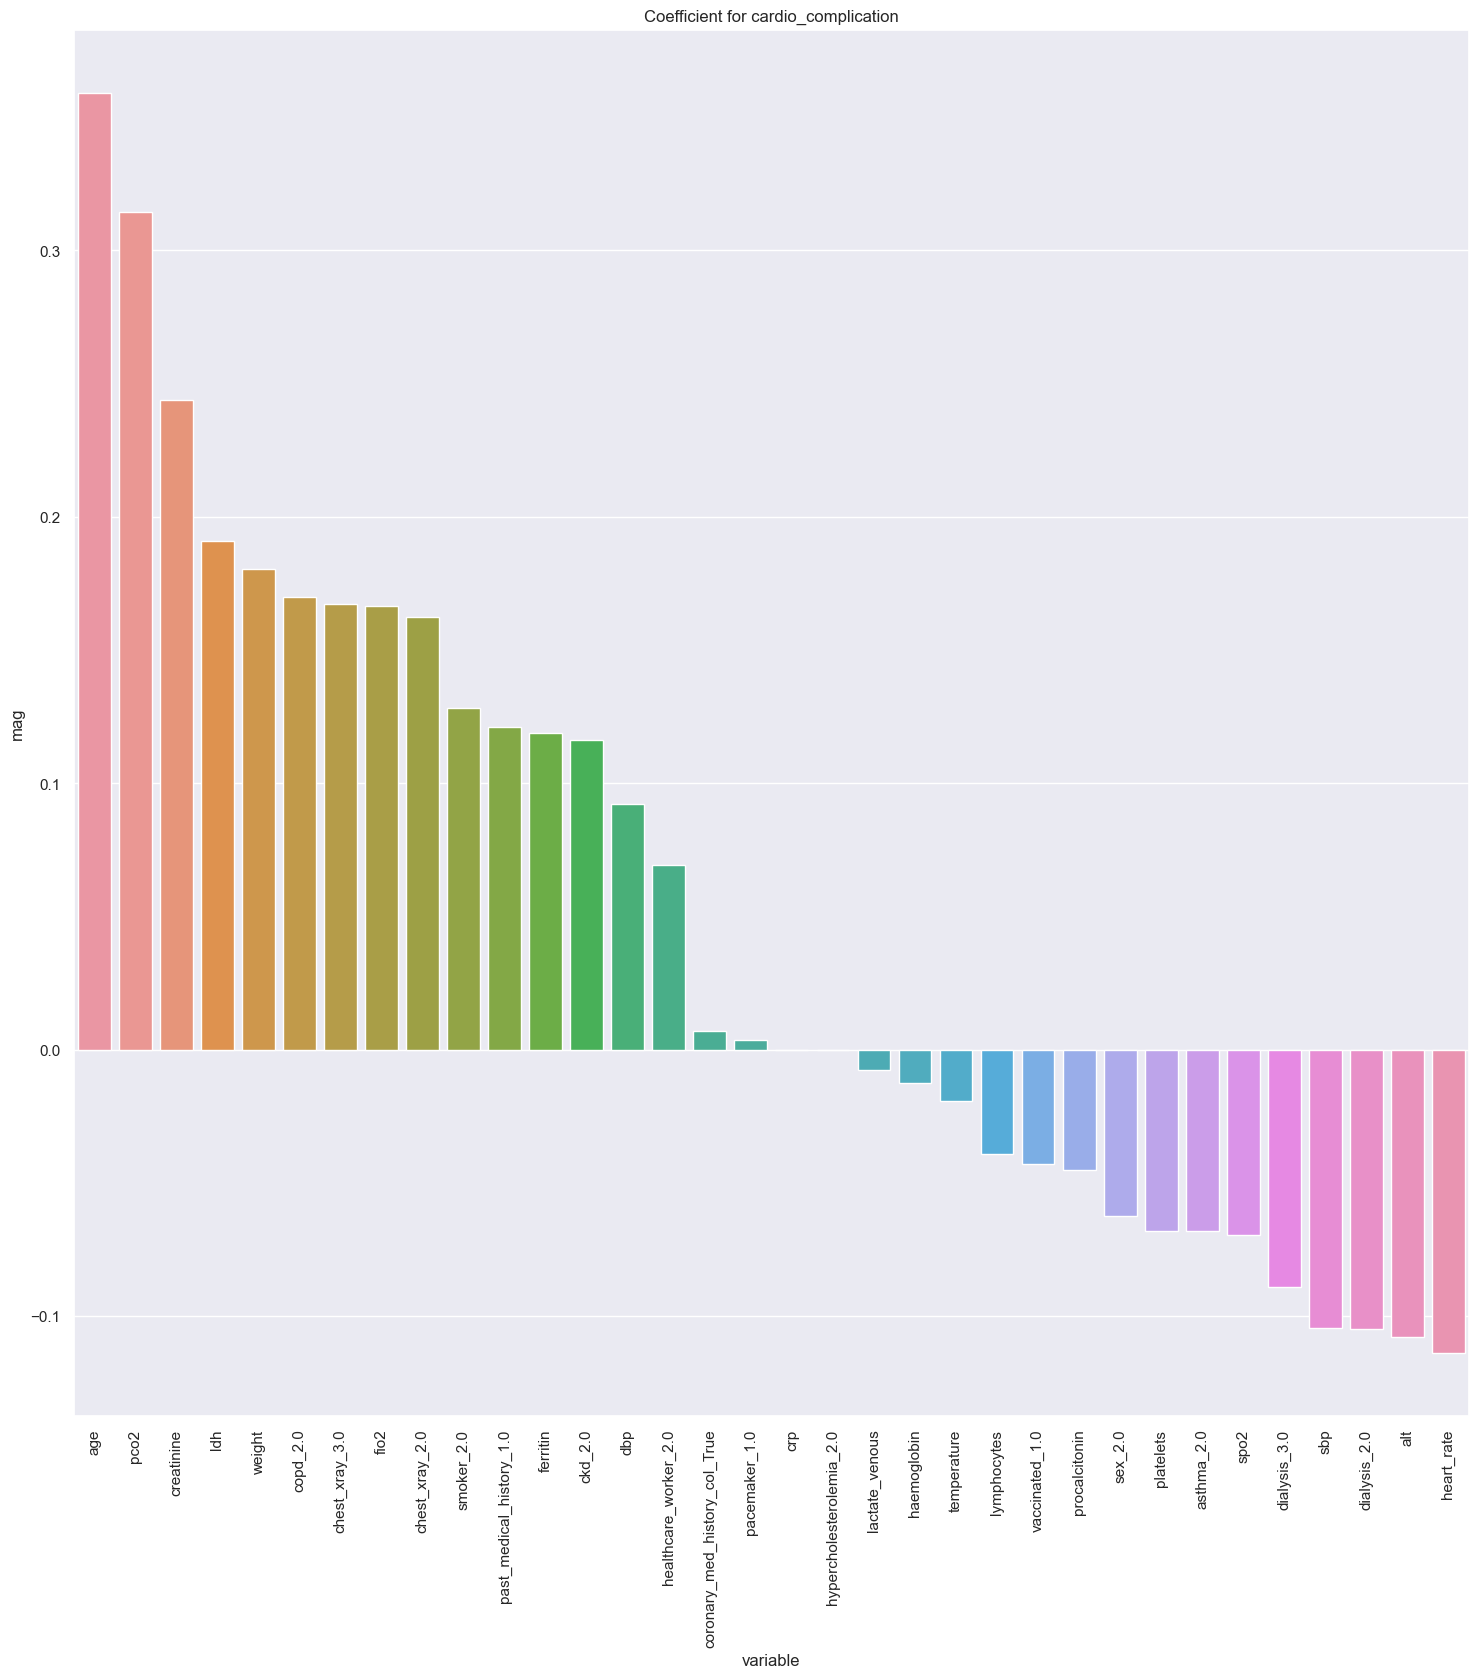 Coefficient for cardio_complication
mag
0.3
0.2
0.1
0.0
−0.1
age
pco2
creatinine
ldh
weight
copd_2.0
chest_xray_3.0
fio2
chest_xray_2.0
smoker_2.0
past_medical_history_1.0
ferritin
ckd_2.0
dbp
healthcare_worker_2.0
coronary_med_history_col_True
pacemaker_1.0
crp
hypercholesterolemia_2.0
lactate_venous
haemoglobin
temperature
lymphocytes
vaccinated_1.0
procalcitonin
sex_2.0
platelets
asthma_2.0
spo2
dialysis_3.0
sbp
dialysis_2.0
alt
heart_rate
variable